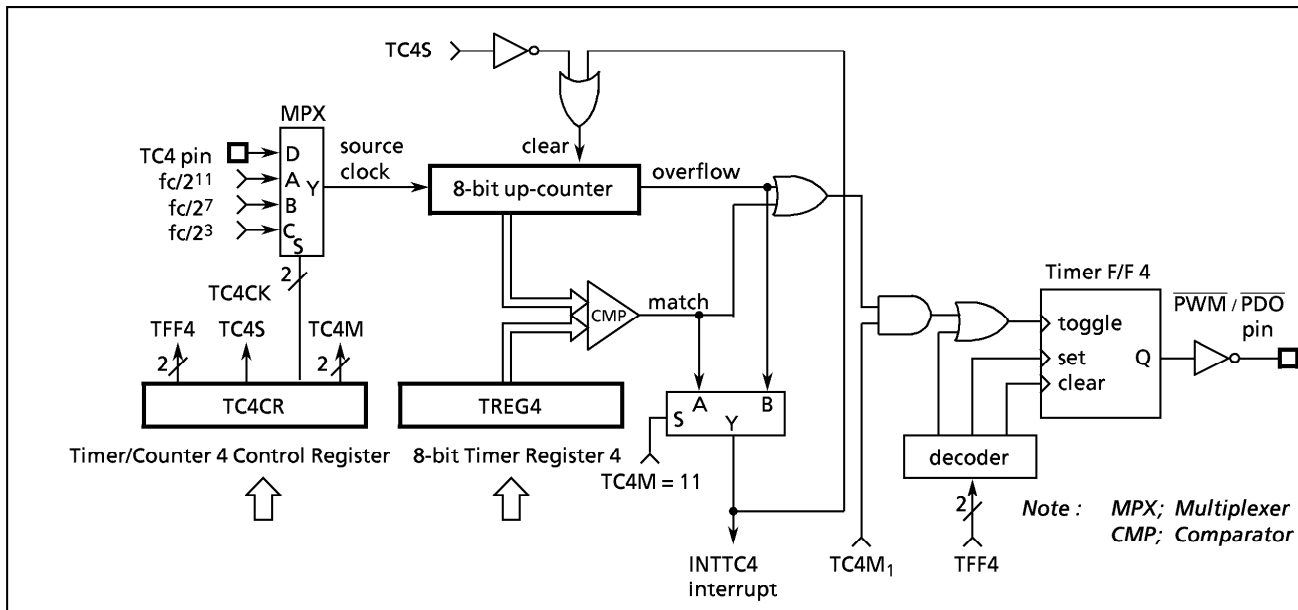 TC4S
MPX
TC4 pin
D
fc/2¹¹
A
fc/2⁷
B
fc/2³
C
Y
S
source
clock
clear
8-bit up-counter
overflow
2
TC4CK
TFF4
TC4S
TC4M
2
2
CMP
match
TC4CR
TREG4
Timer/Counter 4 Control Register
8-bit Timer Register 4
S
A
B
Y
TC4M = 11
INTTC4
interrupt
TC4M₁
Timer F/F 4
toggle
set
clear
Q
P̅W̅M̅ / P̅D̅O̅
pin
decoder
2
TFF4
Note : MPX; Multiplexer
CMP; Comparator